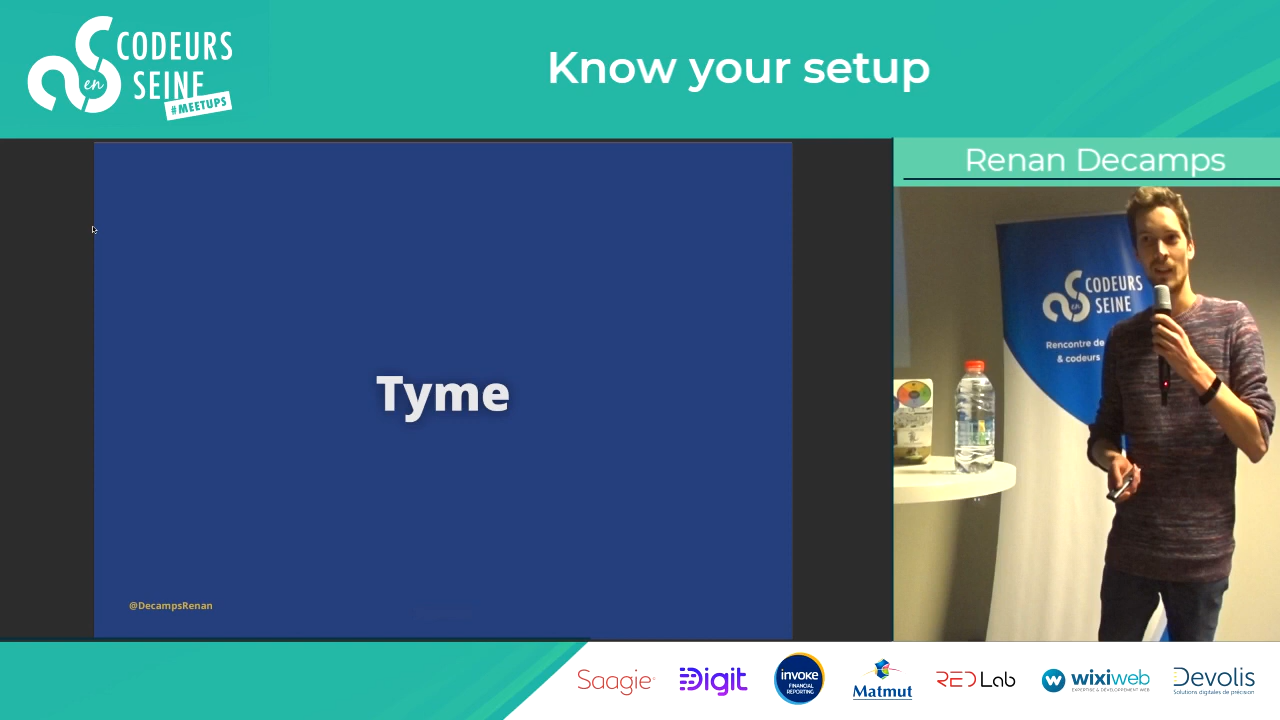 CODEURS
en
SEINE
#MEETUPS
Know your setup
Renan Decamps
Tyme
@DecampsRenan
CODEURS
en
SEINE
Rencontre de
& codeurs
Saagie
Digit
invoke
FINANCIAL
REPORTING
Matmut
RED Lab
wixiweb
EXPERTISE & DÉVELOPPEMENT WEB
Devolis
Solutions digitales de précision